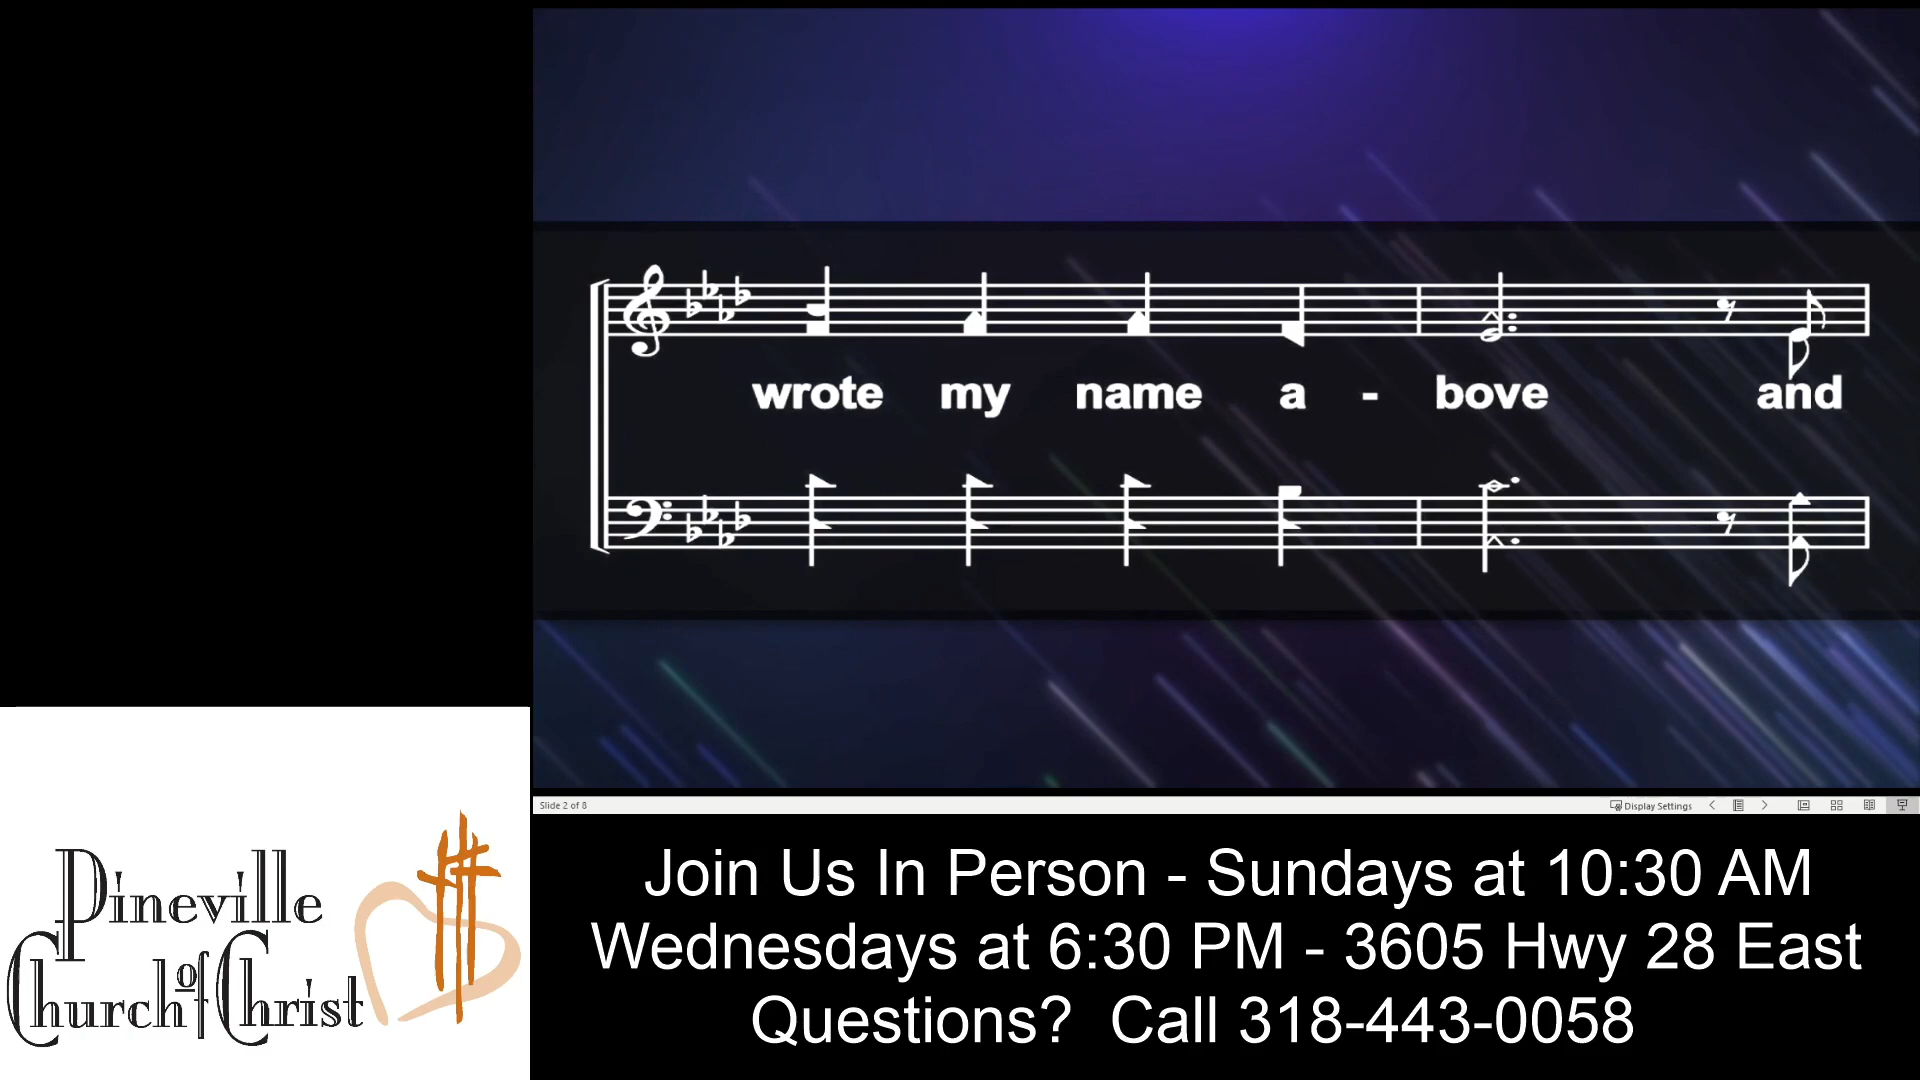 wrote my name a - bove and
Slide 2 of 8
Display Settings
Pineville
Church of Christ
Join Us In Person - Sundays at 10:30 AM
Wednesdays at 6:30 PM - 3605 Hwy 28 East
Questions? Call 318-443-0058